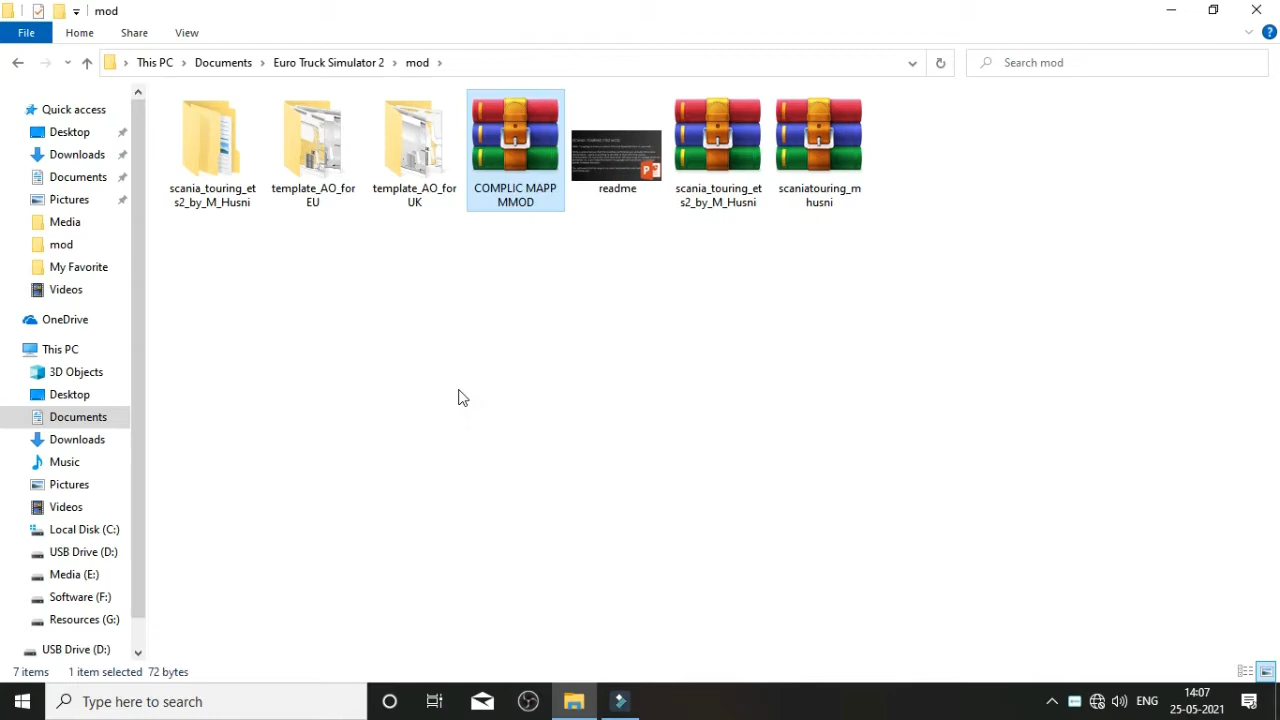 mod
File
Home
Share
View
This PC
Documents
Euro Truck Simulator 2
mod
Search mod
Quick access
Desktop
Downloads
Documents
Pictures
Media
mod
My Favorite
Videos
OneDrive
This PC
3D Objects
Desktop
Documents
Downloads
Music
Pictures
Videos
Local Disk (C:)
USB Drive (D:)
Media (E:)
Software (F:)
Resources (G:)
USB Drive (D:)
scania_touring_et
s2_by_M_Husni
template_AO_for
EU
template_AO_for
UK
COMPLIC MAPP
MMOD
readme
scania_touring_et
s2_by_M_Husni
scaniatouring_m
husni
7 items
1 item selected 72 bytes
Type here to search
ENG
14:07
25-05-2021